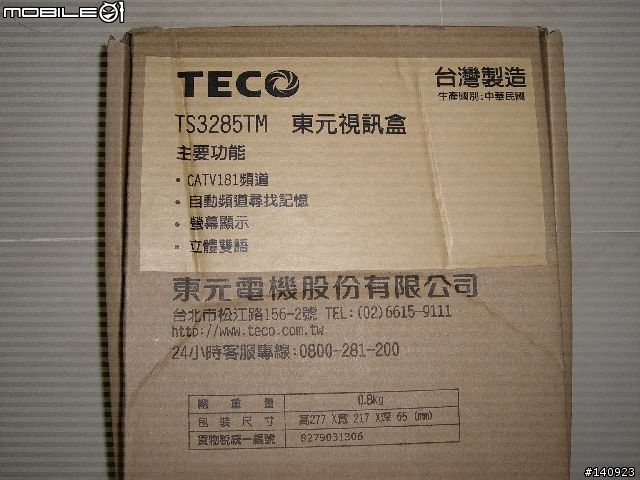 MOBILE01
TECO
台灣製造
生產國別:中華民國
TS3285TM 東元視訊盒
主要功能
• CATV181頻道
• 自動頻道尋找記憶
• 螢幕顯示
• 立體雙語
東元電機股份有限公司
台北市松江路156-2號 TEL:(02)6615-9111
http://www.teco.com.tw
24小時客服專線:0800-281-200
總重量 0.8kg
包裝尺寸 高277 X寬 217 X深 65 (mm)
貨物稅統一編號 8279031306
#140923